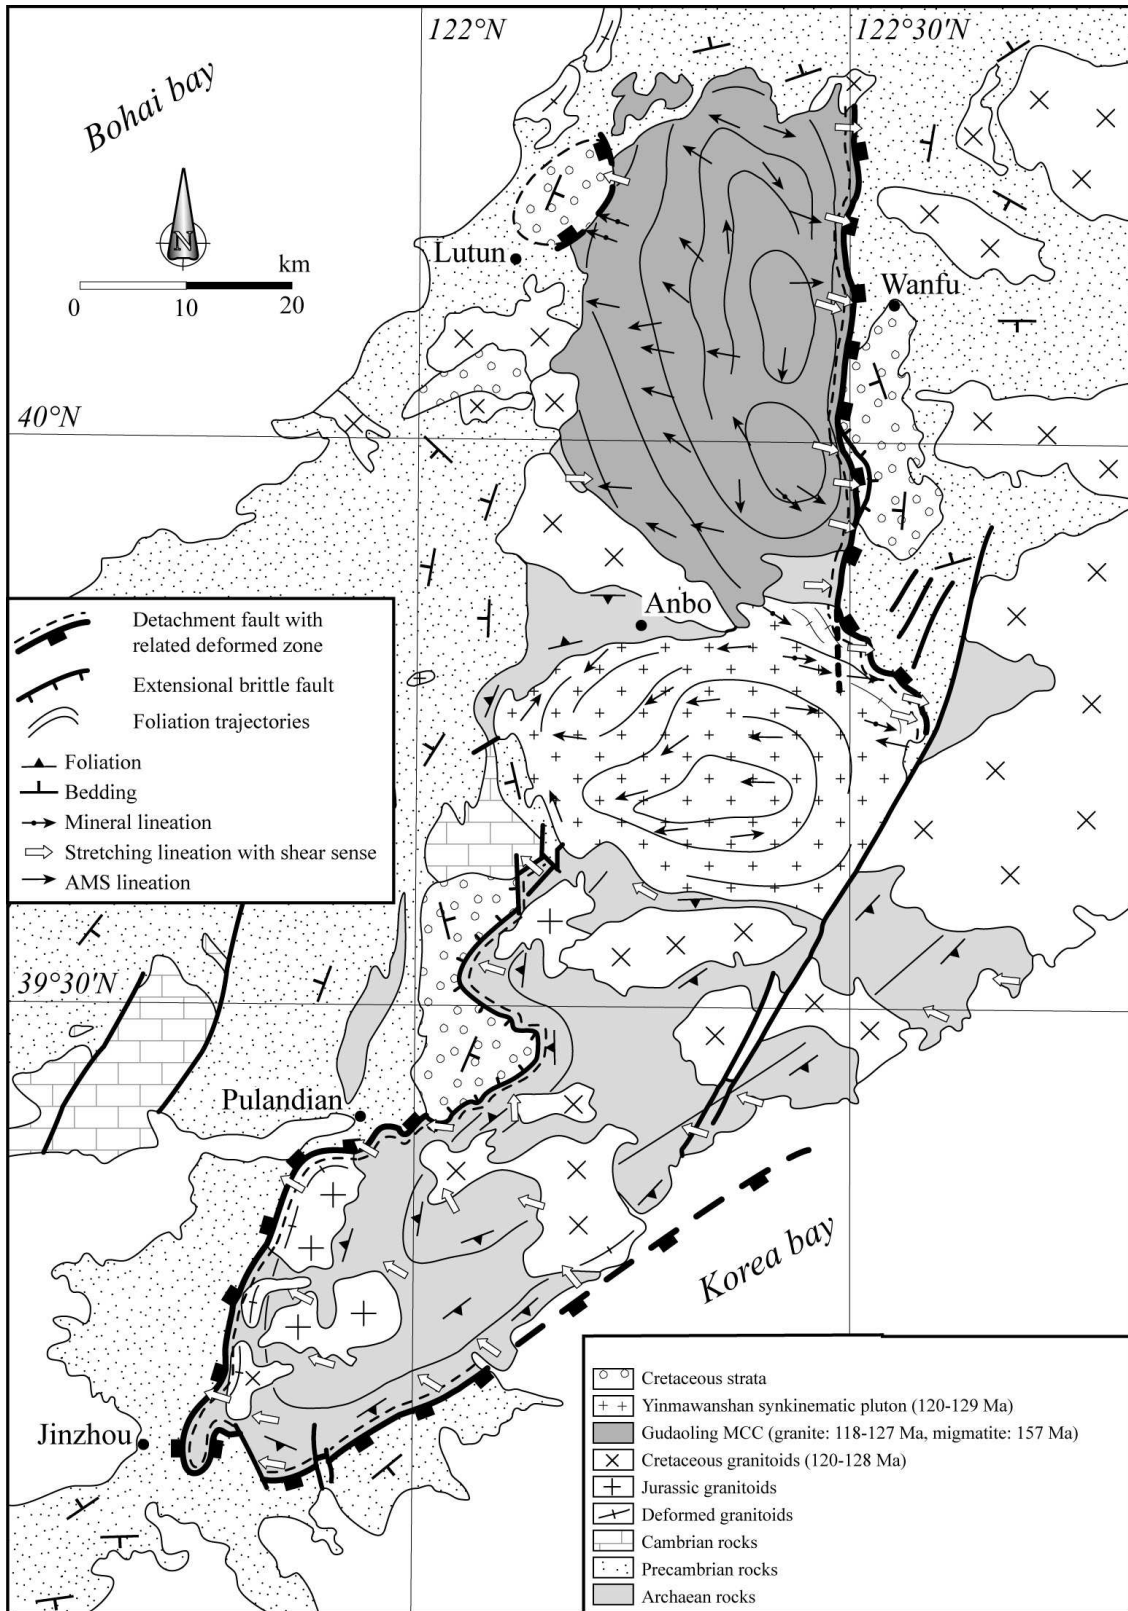 122°N
122°30'N
Bohai bay
N
km
0
10
20
Lutun
Wanfu
40°N
Anbo
Detachment fault with
related deformed zone
Extensional brittle fault
Foliation trajectories
Foliation
Bedding
Mineral lineation
Stretching lineation with shear sense
AMS lineation
39°30'N
Pulandian
Korea bay
Jinzhou
Cretaceous strata
Yinmawanshan synkinematic pluton (120-129 Ma)
Gudaoling MCC (granite: 118-127 Ma, migmatite: 157 Ma)
Cretaceous granitoids (120-128 Ma)
Jurassic granitoids
Deformed granitoids
Cambrian rocks
Precambrian rocks
Archaean rocks